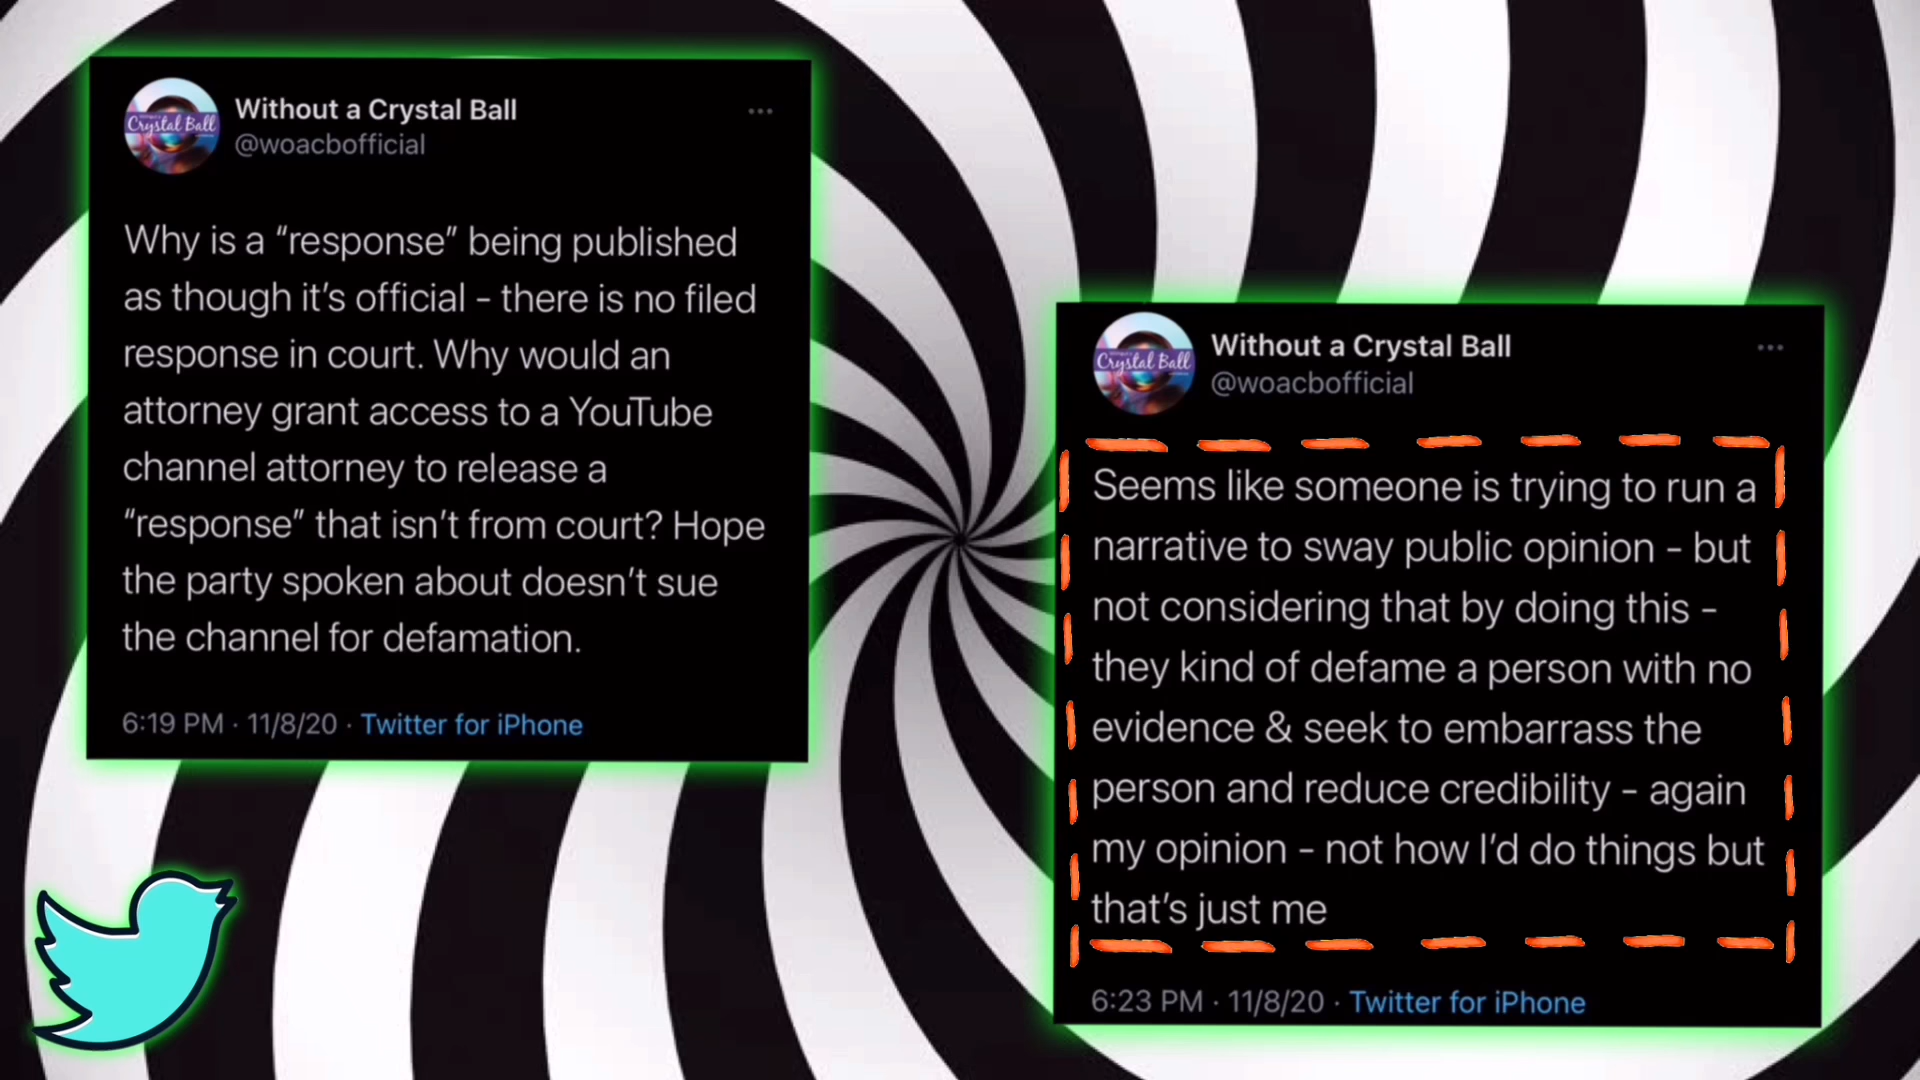 Crystal Ball
Without a Crystal Ball
@woacbofficial
Why is a “response” being published
as though it’s official - there is no filed
response in court. Why would an
attorney grant access to a YouTube
channel attorney to release a
“response” that isn’t from court? Hope
the party spoken about doesn’t sue
the channel for defamation.
6:19 PM · 11/8/20 · Twitter for iPhone
Crystal Ball
Without a Crystal Ball
@woacbofficial
Seems like someone is trying to run a
narrative to sway public opinion - but
not considering that by doing this -
they kind of defame a person with no
evidence & seek to embarrass the
person and reduce credibility - again
my opinion - not how I’d do things but
that’s just me
6:23 PM · 11/8/20 · Twitter for iPhone